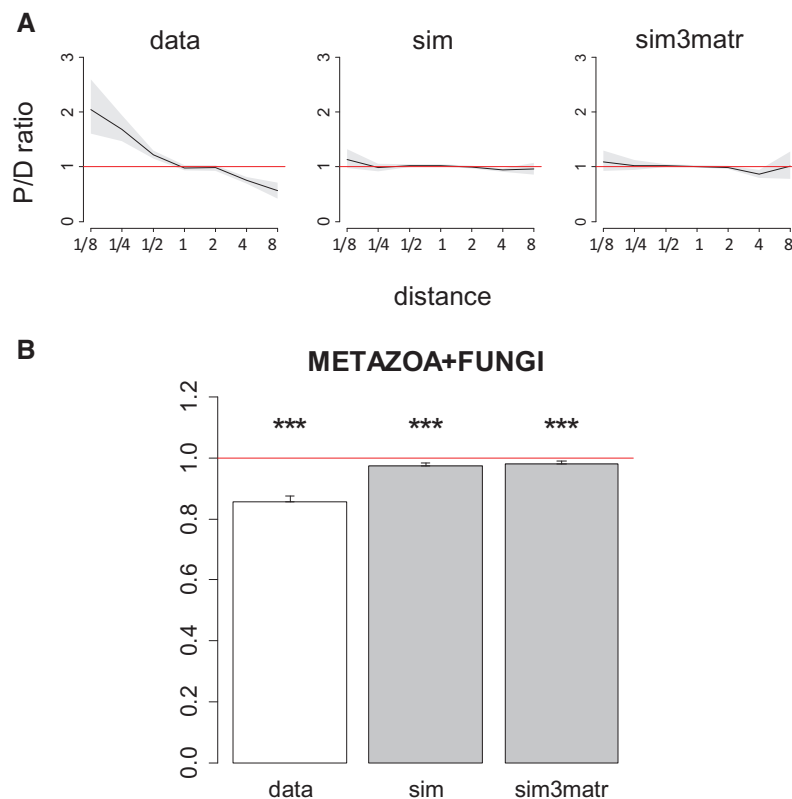 A
data
sim
sim3matr
P/D ratio
3
2
1
0
1/8 1/4 1/2 1 2 4 8
3
2
1
0
1/8 1/4 1/2 1 2 4 8
3
2
1
0
1/8 1/4 1/2 1 2 4 8
distance
B
METAZOA+FUNGI
1.2
1.0
0.8
0.6
0.4
0.2
0.0
*** *** ***
data sim sim3matr